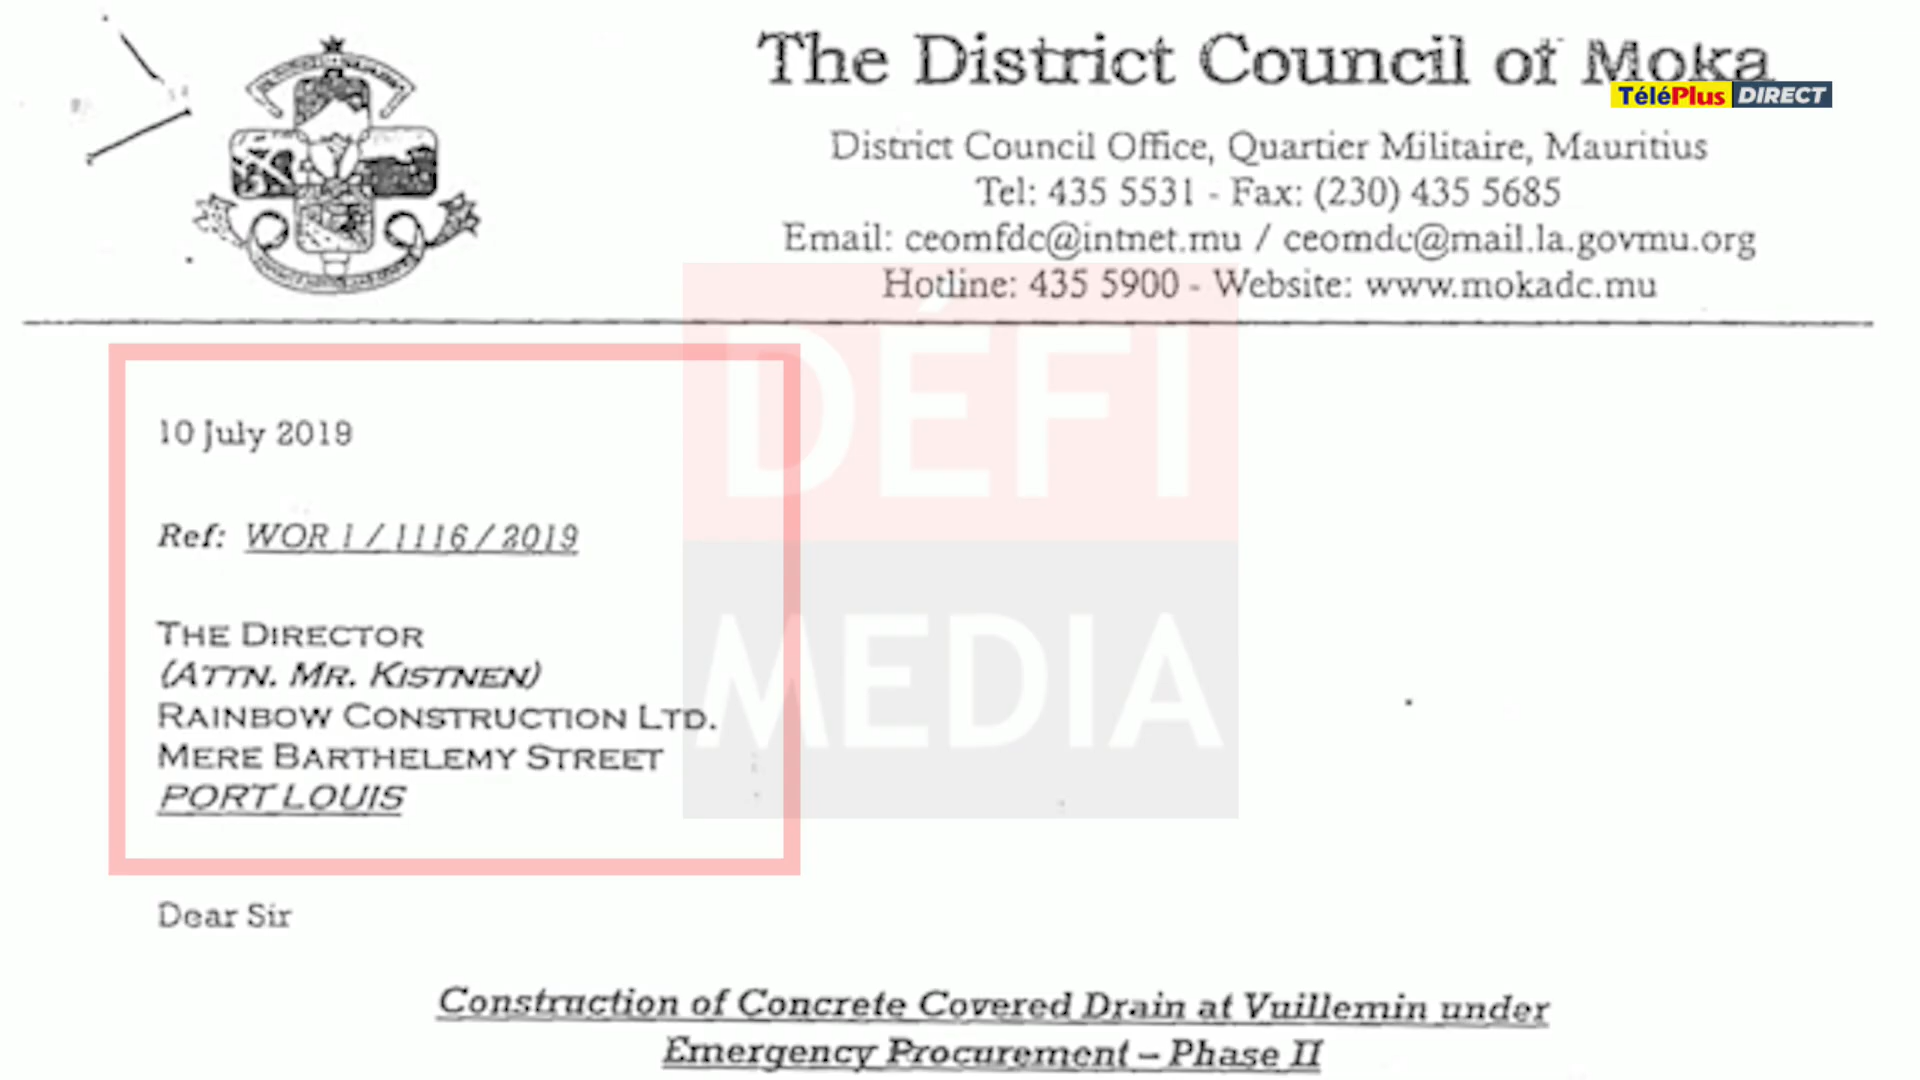 The District Council of Moka
TéléPlus DIRECT
District Council Office, Quartier Militaire, Mauritius
Tel: 435 5531 - Fax: (230) 435 5685
Email: ceomfdc@intnet.mu / ceomdc@mail.la.govmu.org
Hotline: 435 5900 - Website: www.mokadc.mu
10 July 2019
Ref: WOR 1 / 1116 / 2019
THE DIRECTOR
(ATTN. MR. KISTNEN)
RAINBOW CONSTRUCTION LTD.
MERE BARTHELEMY STREET
PORT LOUIS
DÉFI
MEDIA
Dear Sir
Construction of Concrete Covered Drain at Vuillemin under
Emergency Procurement – Phase II